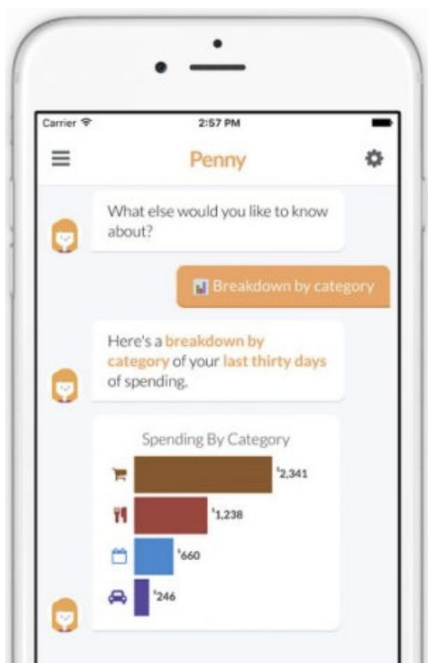 Carrier
2:57 PM
Penny
What else would you like to know
about?
Breakdown by category
Here's a breakdown by
category of your last thirty days
of spending.
Spending By Category
$2,341
$1,238
$660
$246